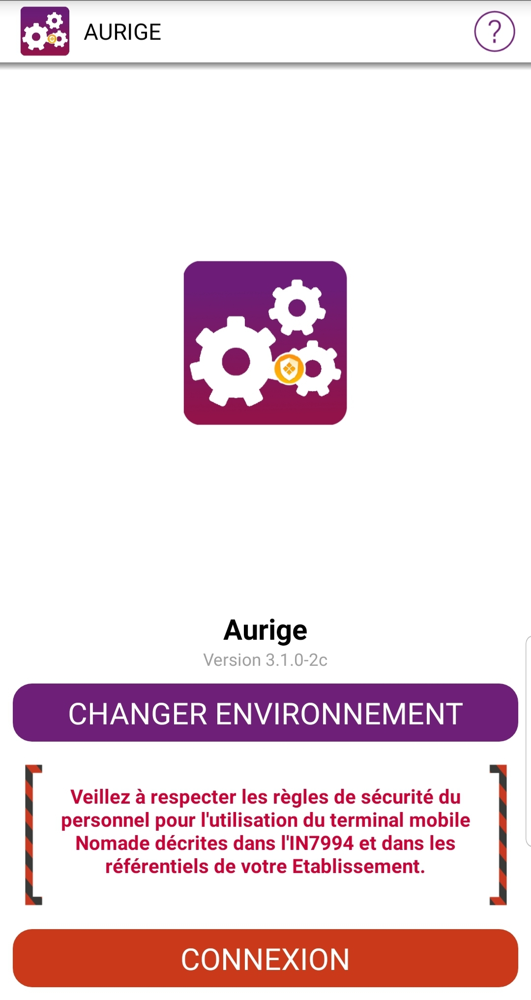 AURIGE
?
Aurige
Version 3.1.0-2c
CHANGER ENVIRONNEMENT
Veillez à respecter les règles de sécurité du
personnel pour l'utilisation du terminal mobile
Nomade décrites dans l'IN7994 et dans les
référentiels de votre Etablissement.
CONNEXION